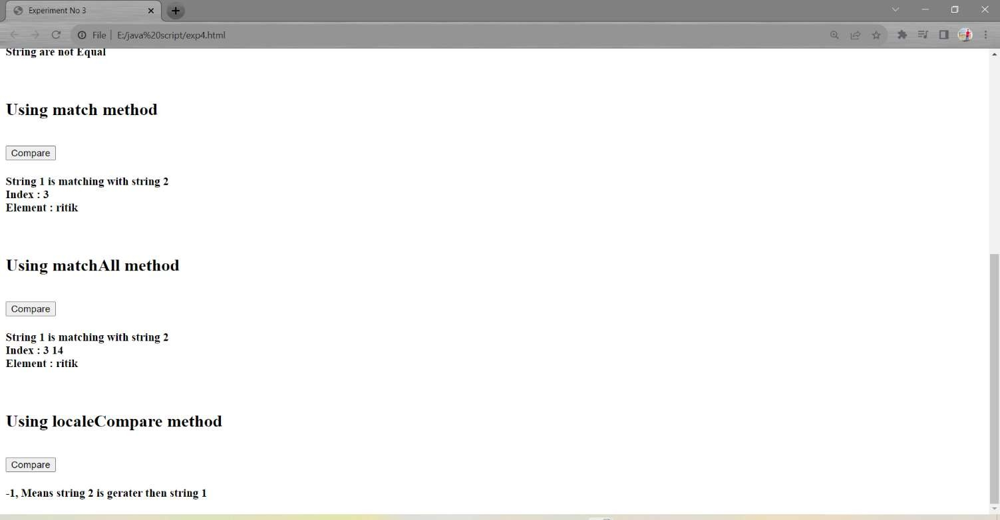 Experiment No 3
File | E:/java%20script/exp4.html
String are not Equal
Using match method
Compare
String 1 is matching with string 2
Index : 3
Element : ritik
Using matchAll method
Compare
String 1 is matching with string 2
Index : 3 14
Element : ritik
Using localeCompare method
Compare
-1, Means string 2 is gerater then string 1